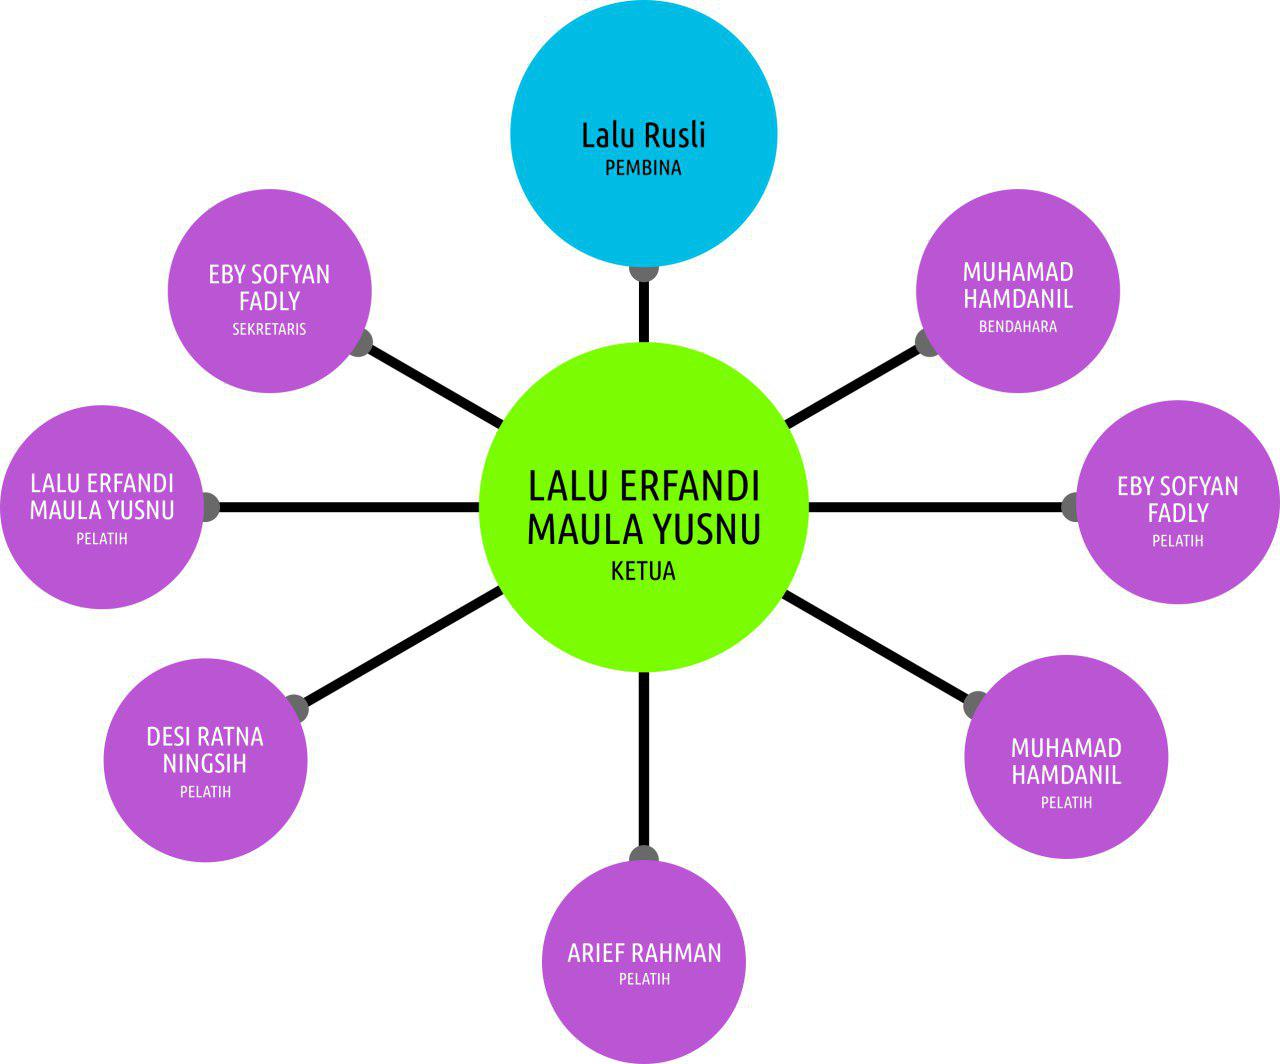 Lalu Rusli
PEMBINA
EBY SOFYAN
FADLY
SEKRETARIS
MUHAMAD
HAMDANIL
BENDAHARA
LALU ERFANDI
MAULA YUSNU
PELATIH
LALU ERFANDI
MAULA YUSNU
KETUA
EBY SOFYAN
FADLY
PELATIH
DESI RATNA
NINGSIH
PELATIH
MUHAMAD
HAMDANIL
PELATIH
ARIEF RAHMAN
PELATIH